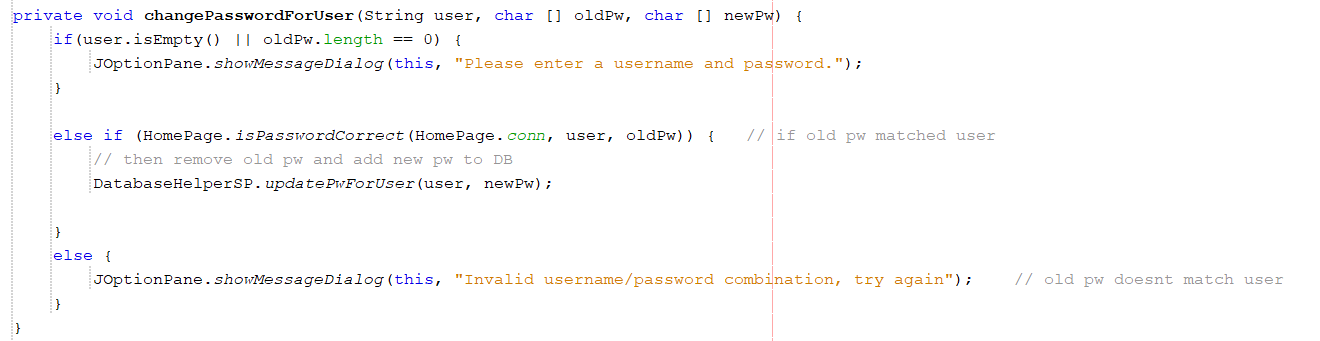 private void changePasswordForUser(String user, char [] oldPw, char [] newPw) {
if(user.isEmpty() || oldPw.length == 0) {
JOptionPane.showMessageDialog(this, "Please enter a username and password.");
}
else if (HomePage.isPasswordCorrect(HomePage.conn, user, oldPw)) {   // if old pw matched user
// then remove old pw and add new pw to DB
DatabaseHelperSP.updatePwForUser(user, newPw);
}
else {
JOptionPane.showMessageDialog(this, "Invalid username/password combination, try again");    // old pw doesnt match user
}
}